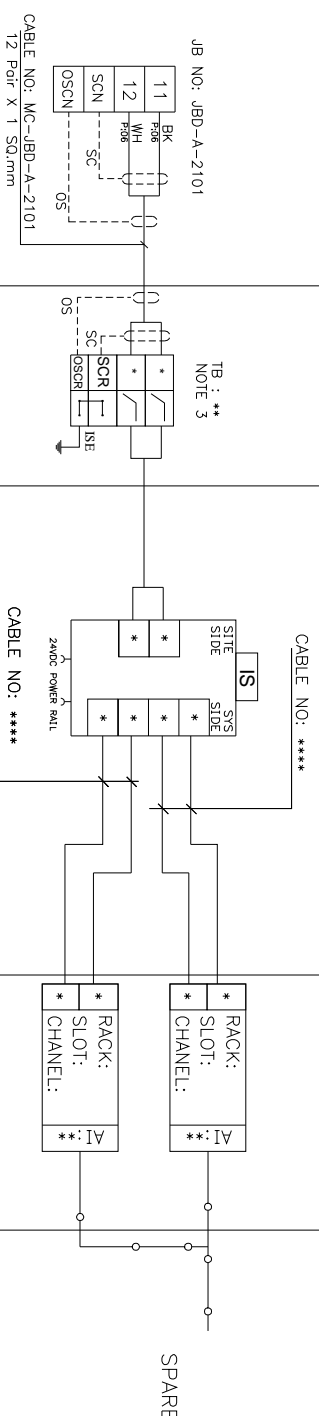 JB NO: JBD-A-2101
11
12
SCN
OSCN
BK
P:06
WH
P:06
SC
OS
CABLE NO: MC-JBD-A-2101
12 Pair X 1 SQ.mm
TB : **
NOTE 3
*
*
SCR
OSCR
SC
OS
ISE
CABLE NO: ****
IS
SITE
SIDE
SYS
SIDE
*
*
*
*
*
*
24VDC POWER RAIL
CABLE NO: ****
*
*
RACK:
SLOT:
CHANEL:
AI:**
*
*
RACK:
SLOT:
CHANEL:
AI:**
SPARE